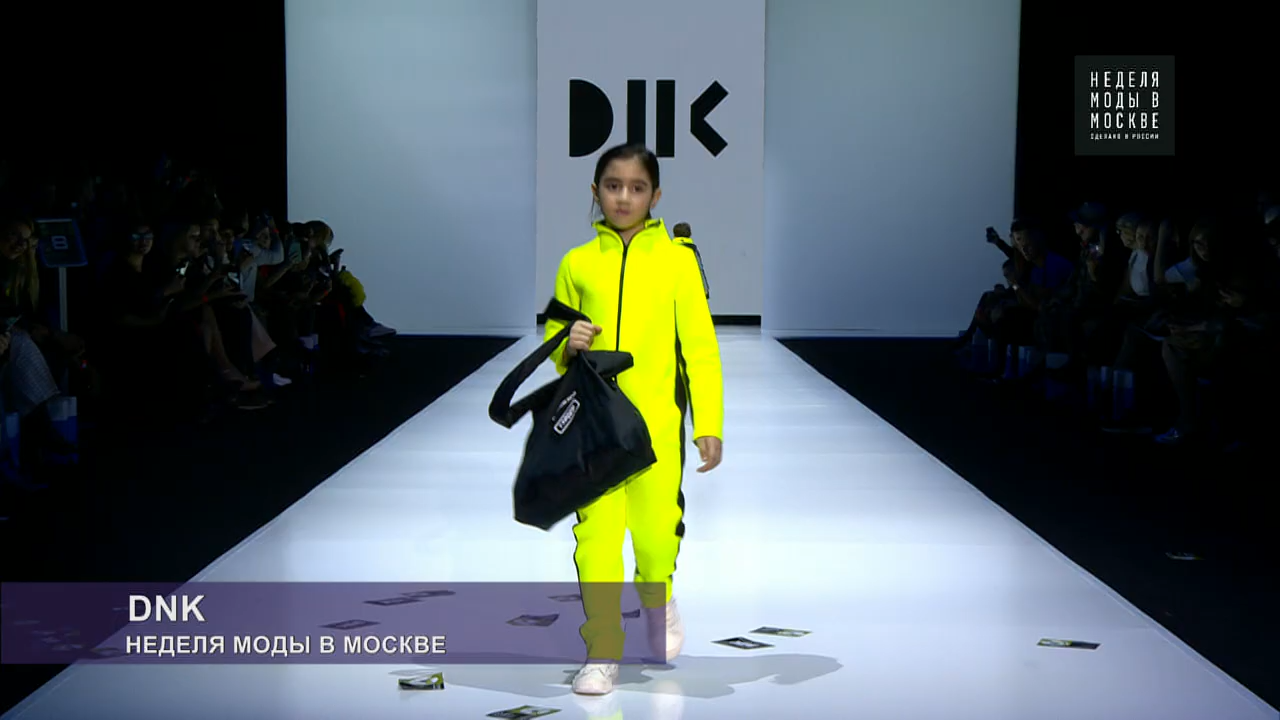 DNK
НЕДЕЛЯ
МОДЫ В
МОСКВЕ
СДЕЛАНО В РОССИИ
B
DNK
НЕДЕЛЯ МОДЫ В МОСКВЕ